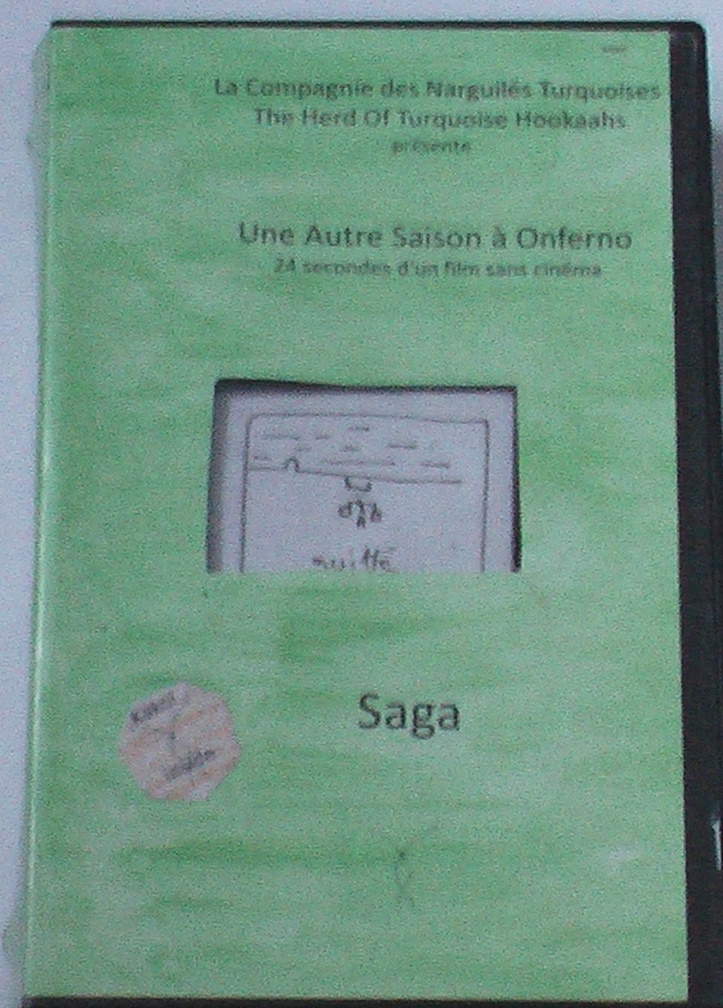 La Compagnie des Narguilés Turquoises
The Herd Of Turquoise Hookaahs
présente
Une Autre Saison à Onferno
24 secondes d'un film sans cinéma
Saga
inside